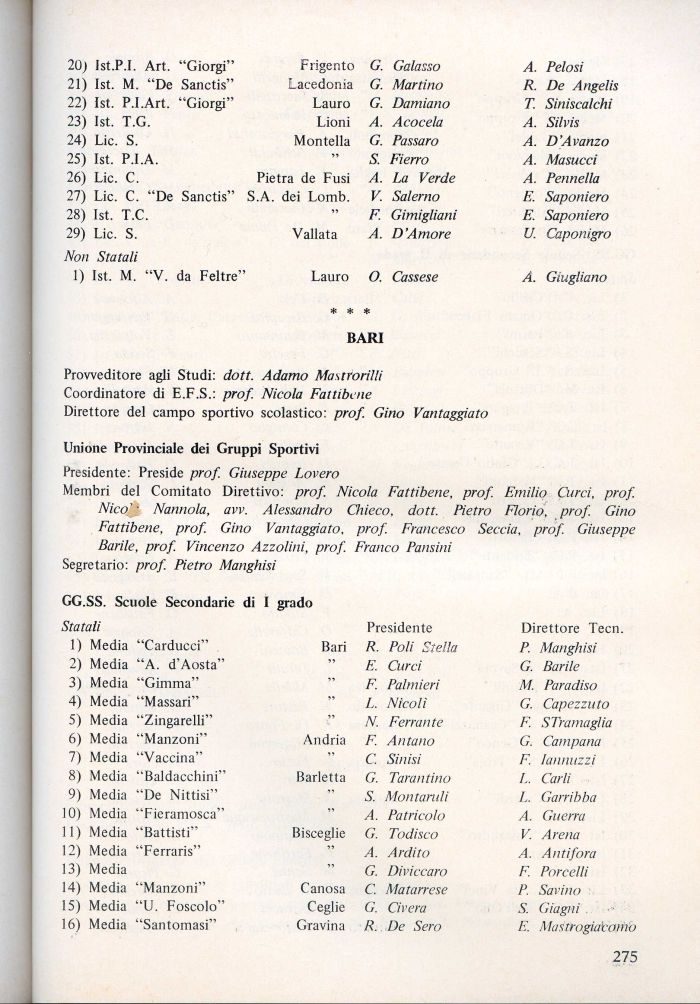 20) Ist.P.I. Art. “Giorgi” Frigento G. Galasso A. Pelosi
21) Ist. M. “De Sanctis” Lacedonia G. Martino R. De Angelis
22) Ist. P.I.Art. “Giorgi” Lauro G. Damiano T. Siniscalchi
23) Ist. T.G. Lioni A. Acocela A. Silvis
24) Lic. S. Montella G. Passaro A. D’Avanzo
25) Ist. P.I.A. ” S. Fierro A. Masucci
26) Lic. C. Pietra de Fusi A. La Verde A. Pennella
27) Lic. C. “De Sanctis” S.A. dei Lomb. V. Salerno E. Saponiero
28) Ist. T.C. ” F. Gimigliani E. Saponiero
29) Lic. S. Vallata A. D’Amore U. Caponigro
Non Statali
1) Ist. M. “V. da Feltre” Lauro O. Cassese A. Giugliano
* * *
BARI
Provveditore agli Studi: dott. Adamo Mastrorilli
Coordinatore di E.F.S.: prof. Nicola Fattibene
Direttore del campo sportivo scolastico: prof. Gino Vantaggiato
Unione Provinciale dei Gruppi Sportivi
Presidente: Preside prof. Giuseppe Lovero
Membri del Comitato Direttivo: prof. Nicola Fattibene, prof. Emilio Curci, prof.
Nannola, avv. Alessandro Chieco, dott. Pietro Florio, prof. Gino
Fattibene, prof. Gino Vantaggiato, prof. Francesco Seccia, prof. Giuseppe
Barile, prof. Vincenzo Azzolini, prof. Franco Pansini
Segretario: prof. Pietro Manghisi
GG.SS. Scuole Secondarie di I grado
Statali Presidente Direttore Tecn.
1) Media “Carducci” Bari R. Poli Stella P. Manghisi
2) Media “A. d’Aosta” ” E. Curci G. Barile
3) Media “Gimma” ” F. Palmieri M. Paradiso
4) Media “Massari” ” L. Nicoli G. Capezzuto
5) Media “Zingarelli” ” N. Ferrante F. STramaglia
6) Media “Manzoni” Andria F. Antano G. Campana
7) Media “Vaccina” ” C. Sinisi F. Iannuzzi
8) Media “Baldacchini” Barletta G. Tarantino L. Carli
9) Media “De Nittisi” ” S. Montaruli L. Garribba
10) Media “Fieramosca” ” A. Patricolo A. Guerra
11) Media “Battisti” Bisceglie G. Todisco V. Arena
12) Media “Ferraris” ” A. Ardito A. Antifora
13) Media ” G. Diviccaro F. Porcelli
14) Media “Manzoni” Canosa C. Matarrese P. Savino
15) Media “U. Foscolo” Ceglie G. Civera S. Giagni
16) Media “Santomasi” Gravina R. De Sero E. Mastrogiacomo
275